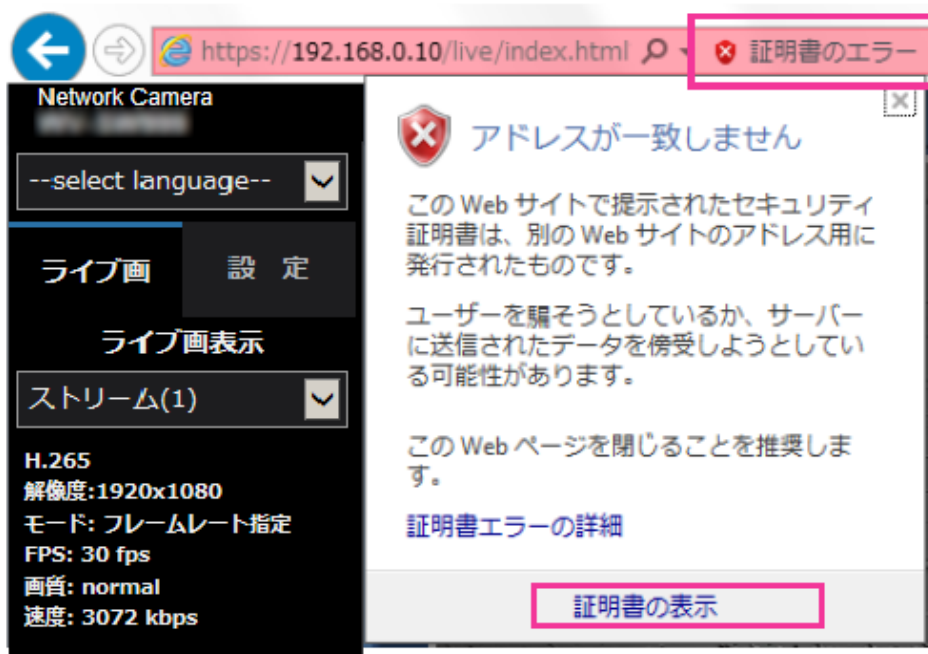 https://192.168.0.10/live/index.html
証明書のエラー
Network Camera
--select language--
ライブ画
設 定
ライブ画表示
ストリーム(1)
H.265
解像度:1920x1080
モード: フレームレート指定
FPS: 30 fps
画質: normal
速度: 3072 kbps
アドレスが一致しません
この Web サイトで提示されたセキュリティ
証明書は、別の Web サイトのアドレス用に
発行されたものです。
ユーザーを騙そうとしているか、サーバー
に送信されたデータを傍受しようとしてい
る可能性があります。
この Web ページを閉じることを推奨しま
す。
証明書エラーの詳細
証明書の表示